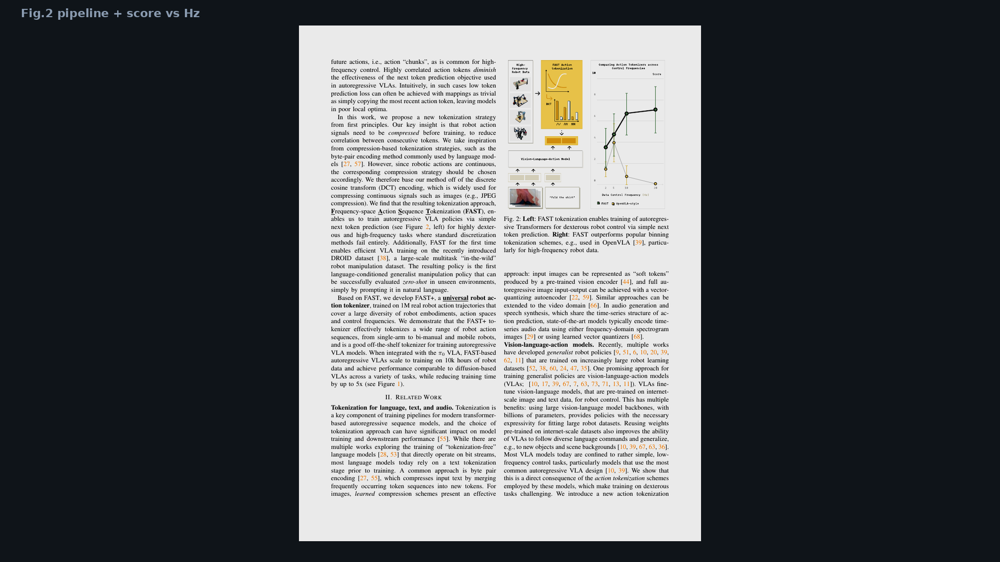 Fig.2 pipeline + score vs Hz
future actions, i.e., action “chunks”, as is common for high-
frequency control. Highly correlated action tokens diminish
the effectiveness of the next token prediction objective used
in autoregressive VLAs. Intuitively, in such cases low token
prediction loss can often be achieved with mappings as trivial
as simply copying the most recent action token, leaving models
in poor local optima.
In this work, we propose a new tokenization strategy
from first principles. Our key insight is that robot action
signals need to be compressed before training, to reduce
correlation between consecutive tokens. We take inspiration
from compression-based tokenization strategies, such as the
byte-pair encoding method commonly used by language mod-
els [27, 57]. However, since robotic actions are continuous,
the corresponding compression strategy should be chosen
accordingly. We therefore base our method off of the discrete
cosine transform (DCT) encoding, which is widely used for
compressing continuous signals such as images (e.g., JPEG
compression). We find that the resulting tokenization approach,
Frequency-space Action Sequence Tokenization (FAST), en-
ables us to train autoregressive VLA policies via simple
next token prediction (see Figure 2, left) for highly dexter-
ous and high-frequency tasks where standard discretization
methods fail entirely. Additionally, FAST for the first time
enables efficient VLA training on the recently introduced
DROID dataset [38], a large-scale multitask “in-the-wild”
robot manipulation dataset. The resulting policy is the first
language-conditioned generalist manipulation policy that can
be successfully evaluated zero-shot in unseen environments,
simply by prompting it in natural language.
Based on FAST, we develop FAST+, a universal robot ac-
tion tokenizer, trained on 1M real robot action trajectories that
cover a large diversity of robot embodiments, action spaces
and control frequencies. We demonstrate that the FAST+ to-
kenizer effectively tokenizes a wide range of robot action
sequences, from single-arm to bi-manual and mobile robots,
and is a good off-the-shelf tokenizer for training autoregressive
VLA models. When integrated with the π0 VLA, FAST-based
autoregressive VLAs scale to training on 10k hours of robot
data and achieve performance comparable to diffusion-based
VLAs across a variety of tasks, while reducing training time
by up to 5x (see Figure 1).
II. RELATED WORK
Tokenization for language, text, and audio. Tokenization is
a key component of training pipelines for modern transformer-
based autoregressive sequence models, and the choice of
tokenization approach can have significant impact on model
training and downstream performance [55]. While there are
multiple works exploring the training of “tokenization-free”
language models [28, 53] that directly operate on bit streams,
most language models today rely on a text tokenization
stage prior to training. A common approach is byte pair
encoding [27, 55], which compresses input text by merging
frequently occurring token sequences into new tokens. For
images, learned compression schemes present an effective
High-
Frequency
Robot Data
FAST Action
tokenization
DCT
Vision-Language-Action Model
"fold the shirt"
Comparing Action Tokenizers across
Control Frequencies
10
Score
8
6
4
2
0
2 5 10 20
Data Control Frequency [Hz]
FAST OpenVLA-style
Fig. 2: Left: FAST tokenization enables training of autoregres-
sive Transformers for dexterous robot control via simple next
token prediction. Right: FAST outperforms popular binning
tokenization schemes, e.g., used in OpenVLA [39], particu-
larly for high-frequency robot data.
approach: input images can be represented as “soft tokens”
produced by a pre-trained vision encoder [44], and full au-
toregressive image input-output can be achieved with a vector-
quantizing autoencoder [22, 59]. Similar approaches can be
extended to the video domain [66]. In audio generation and
speech synthesis, which share the time-series structure of ac-
tion prediction, state-of-the-art models typically encode time-
series audio data using either frequency-domain spectrogram
images [29] or using learned vector quantizers [68].
Vision-language-action models. Recently, multiple works
have developed generalist robot policies [9, 51, 6, 10, 20, 39,
62, 11] that are trained on increasingly large robot learning
datasets [52, 38, 60, 24, 47, 35]. One promising approach for
training generalist policies are vision-language-action models
(VLAs; [10, 17, 39, 67, 7, 63, 73, 71, 13, 11]). VLAs fine-
tune vision-language models, that are pre-trained on internet-
scale image and text data, for robot control. This has multiple
benefits: using large vision-language model backbones, with
billions of parameters, provides policies with the necessary
expressivity for fitting large robot datasets. Reusing weights
pre-trained on internet-scale datasets also improves the ability
of VLAs to follow diverse language commands and generalize,
e.g., to new objects and scene backgrounds [10, 39, 67, 63, 36].
Most VLA models today are confined to rather simple, low-
frequency control tasks, particularly models that use the most
common autoregressive VLA design [10, 39]. We show that
this is a direct consequence of the action tokenization schemes
employed by these models, which make training on dexterous
tasks challenging. We introduce a new action tokenization